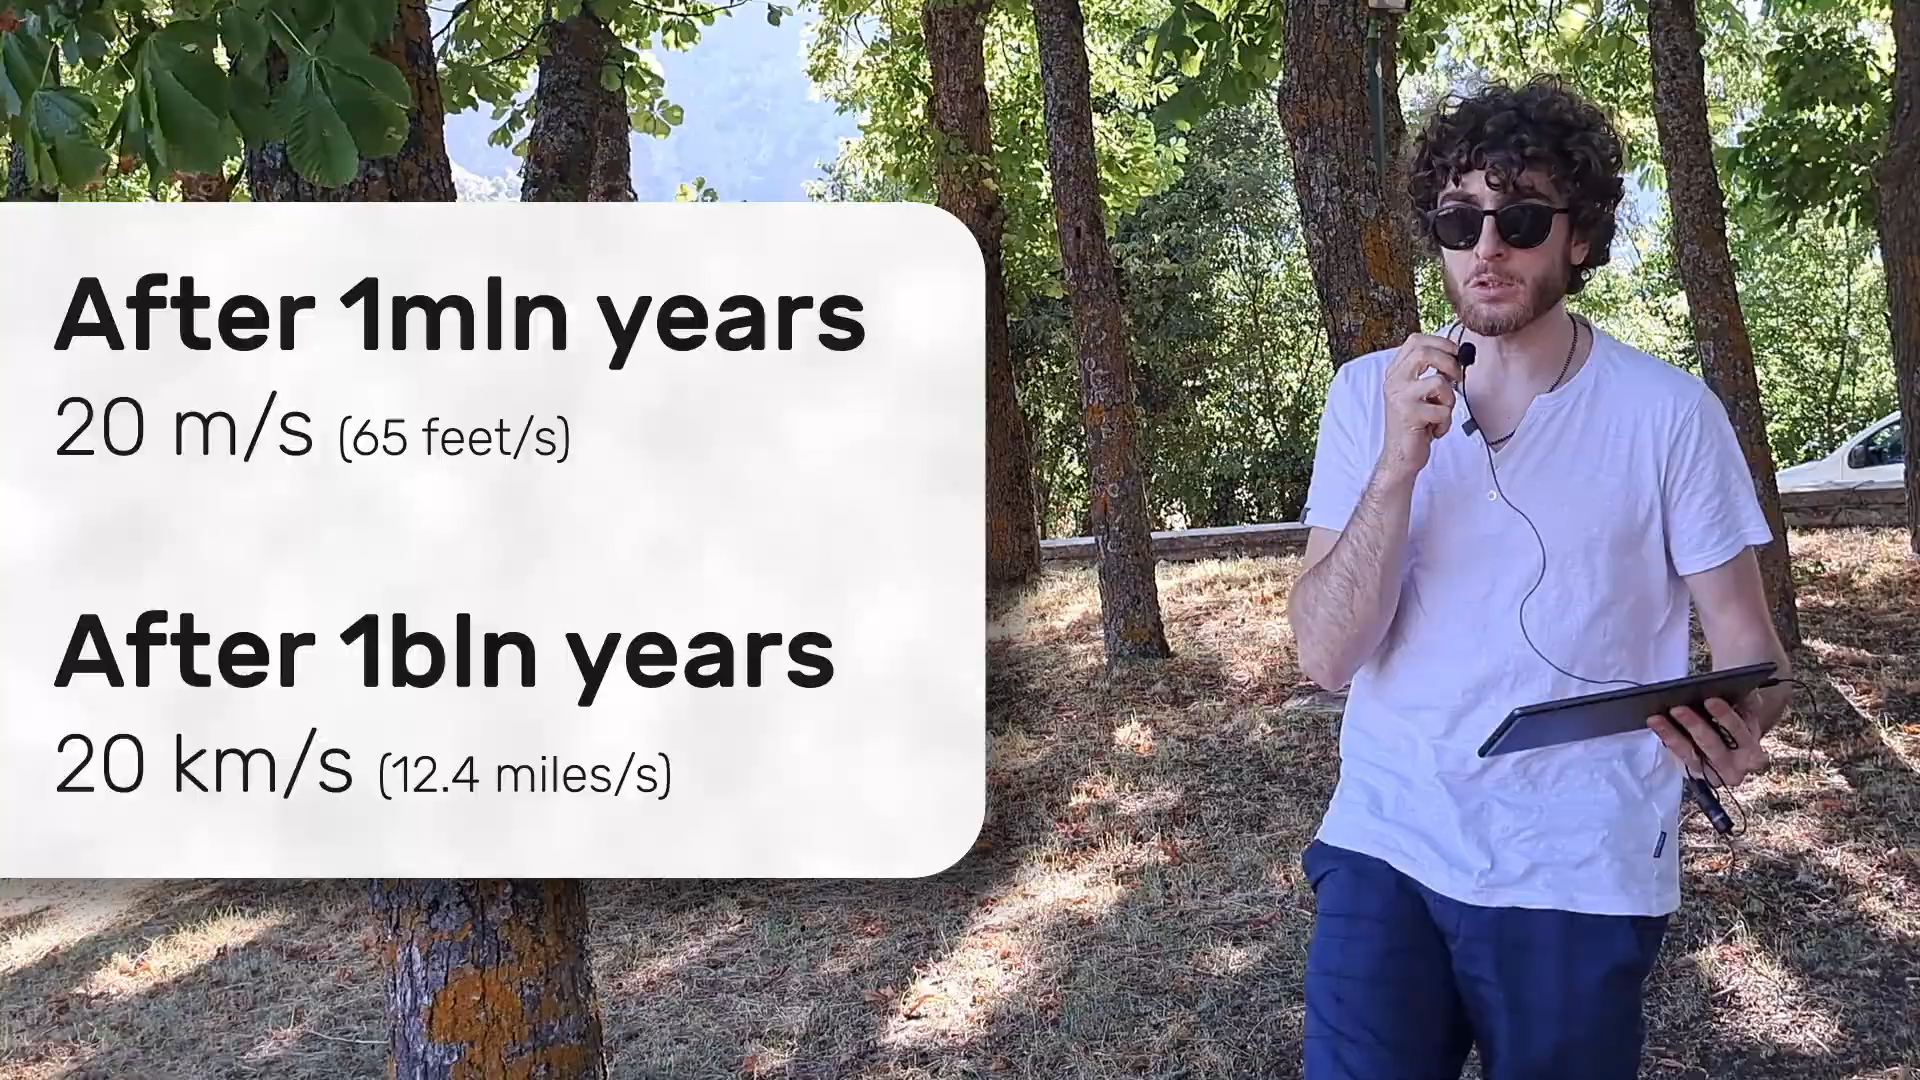 After 1mln years
20 m/s (65 feet/s)
After 1bln years
20 km/s (12.4 miles/s)